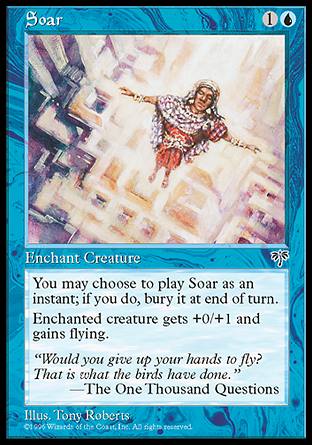 Soar 1
Enchant Creature
You may choose to play Soar as an
instant; if you do, bury it at end of turn.
Enchanted creature gets +0/+1 and
gains flying.
"Would you give up your hands to fly?
That is what the birds have done."
—The One Thousand Questions
Illus. Tony Roberts
©1996 Wizards of the Coast, Inc. All rights reserved.